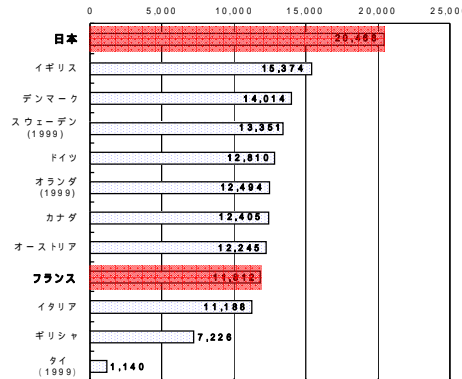 0 5,000 10,000 15,000 20,000 25,00
日本 20,468
イギリス 15,374
デンマーク 14,014
スウェーデン
(1999) 13,351
ドイツ 12,810
オランダ
(1999) 12,494
カナダ 12,405
オーストリア 12,245
フランス
イタリア 11,186
ギリシャ 7,226
タイ
(1999) 1,140